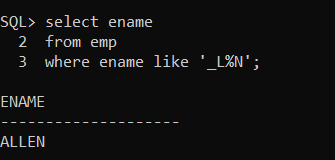 SQL> select ename
2 from emp
3 where ename like '_L%N';
ENAME
--------------------
ALLEN